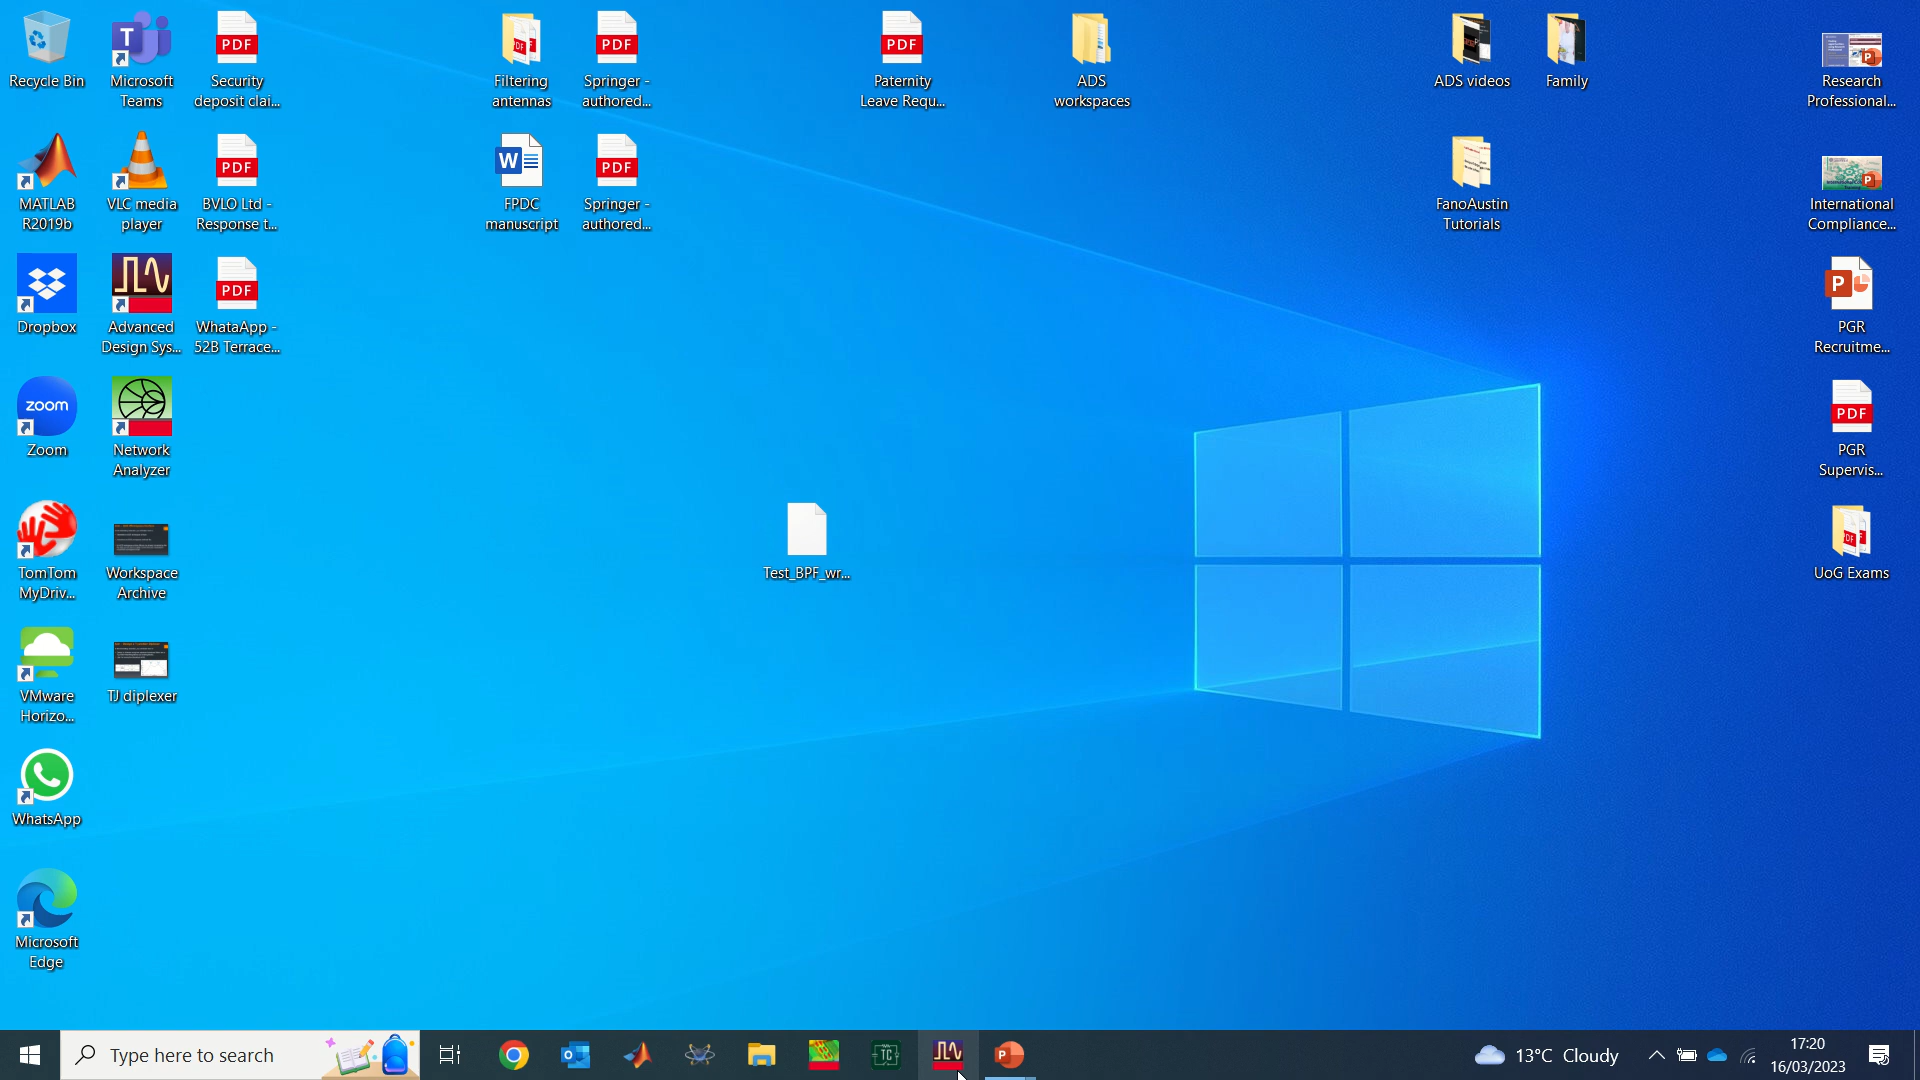 Recycle Bin
Microsoft
Teams
PDF
Security
deposit clai...
PDF
Filtering
antennas
PDF
Springer -
authored...
PDF
Paternity
Leave Requ...
ADS
workspaces
ADS videos
Family
Research
Professional...
MATLAB
R2019b
VLC media
player
PDF
BVLO Ltd -
Response t...
W
FPDC
manuscript
PDF
Springer -
authored...
FanoAustin
Tutorials
International
Compliance...
Dropbox
Advanced
Design Sys...
PDF
WhataApp -
52B Terrace...
P
PGR
Recruitme...
zoom
Zoom
Network
Analyzer
PDF
PGR
Supervis...
TomTom
MyDriv...
Workspace
Archive
Test_BPF_wr...
PDF
UoG Exams
VMware
Horizo...
TJ diplexer
WhatsApp
Microsoft
Edge
Type here to search
TC
P
13°C Cloudy
17:20
16/03/2023